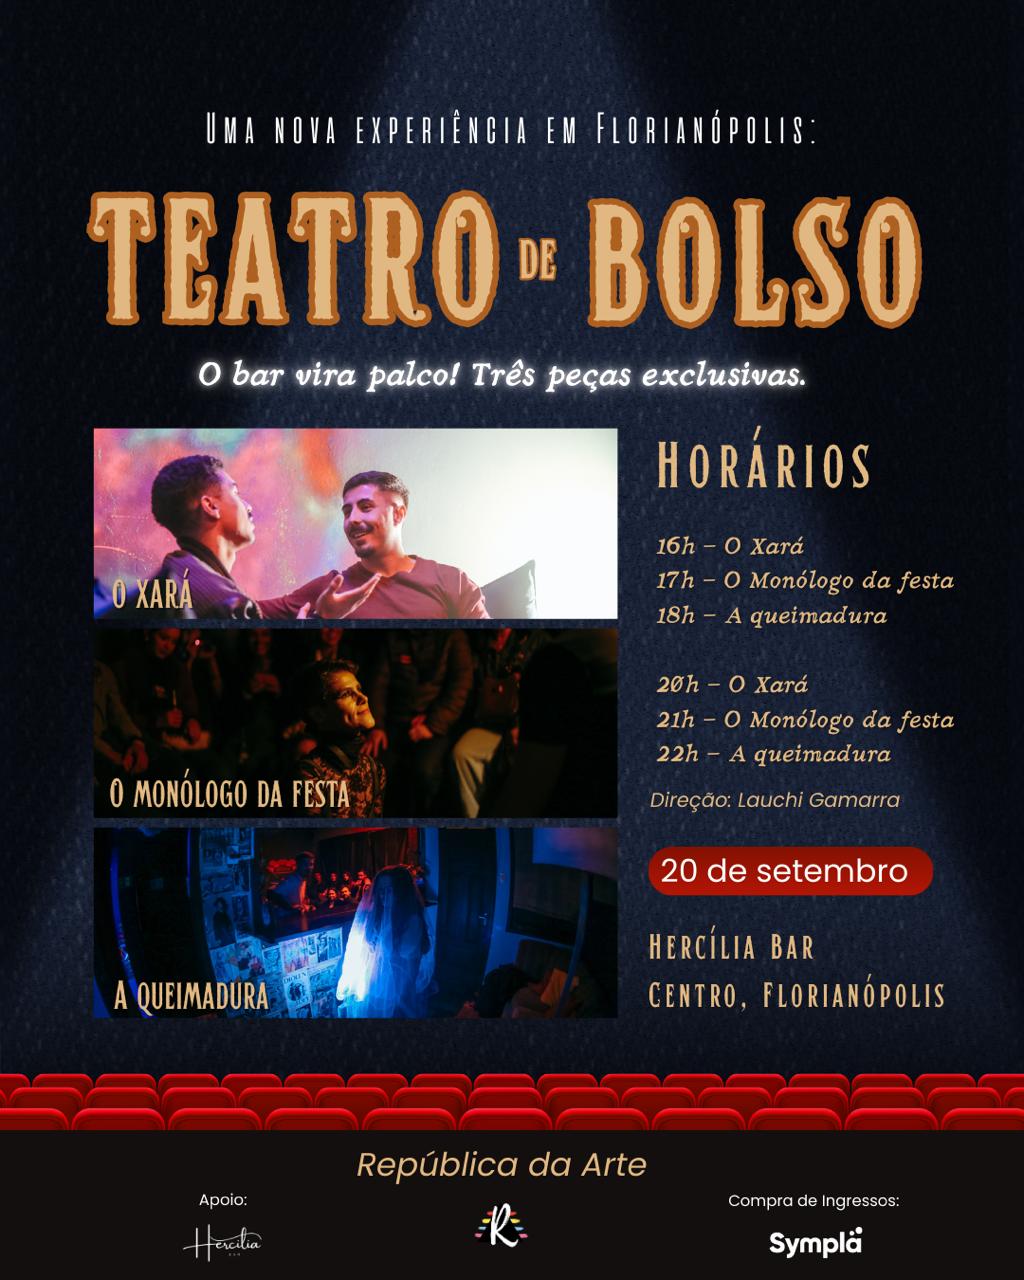 Uma nova experiência em Florianópolis:
TEATRO DE BOLSO
O bar vira palco! Três peças exclusivas.
O XARÁ
O MONÓLOGO DA FESTA
A QUEIMADURA
Horários
16h – O Xará
17h – O Monólogo da festa
18h – A queimadura
20h – O Xará
21h – O Monólogo da festa
22h – A queimadura
Direção: Lauchi Gamarra
20 de setembro
Hercília Bar
Centro, Florianópolis
República da Arte
Apoio:
Hercília
BAR
R
Compra de Ingressos:
Sympla